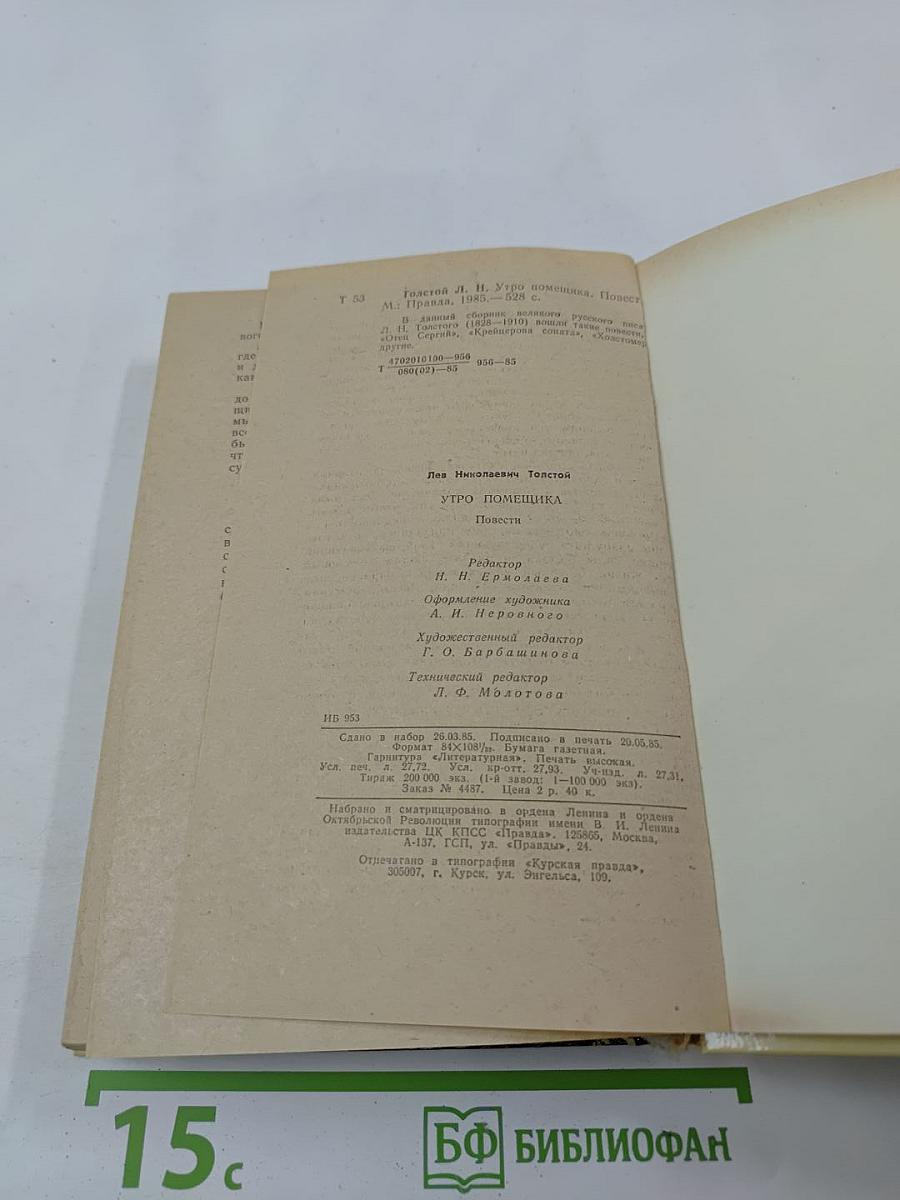 Т 53
Толстой Л. Н. Утро помещика. Повест
М.: Правда, 1985.— 528 с.
В данный сборник великого русского писа
Л. Н. Толстого (1828—1910) вошли такие повести,
«Отец Сергий», «Крейцерова соната», «Холстомер
другие.
4702010100—956
Т 080(02)—85 956—85
Лев Николаевич Толстой
УТРО ПОМЕЩИКА
Повести
Редактор
Н. Н. Ермолаева
Оформление художника
А. И. Неровного
Художественный редактор
Г. О. Барбашинова
Технический редактор
Л. Ф. Молотова
ИБ 953
Сдано в набор 26.03.85. Подписано в печать 20.05.85.
Формат 84×108¹/₃₂. Бумага газетная.
Гарнитура «Литературная». Печать высокая.
Усл. печ. л. 27,72. Усл. кр-отт. 27,93. Уч-изд. л. 27,31.
Тираж 200 000 экз. (1-й завод: 1—100 000 экз).
Заказ № 4487. Цена 2 р. 40 к.
Набрано и сматрицировано в ордена Ленина и ордена
Октябрьской Революции типографии имени В. И. Ленина
издательства ЦК КПСС «Правда». 125865, Москва,
А-137, ГСП, ул. «Правды», 24.
Отпечатано в типографии «Курская правда»,
305007, г. Курск, ул. Энгельса, 109.
15 с
БФ БИБЛИОФАН